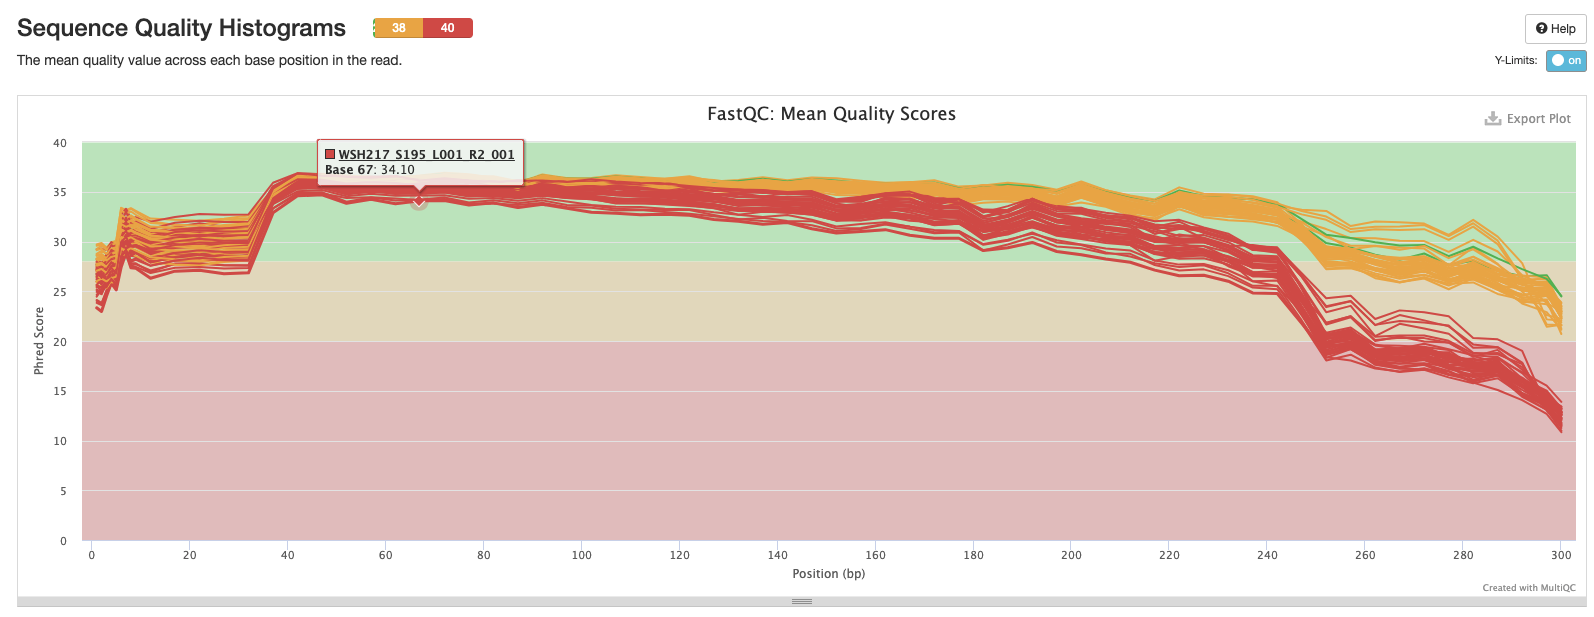 Sequence Quality Histograms
38 40
Help
The mean quality value across each base position in the read.
Y-Limits: on
FastQC: Mean Quality Scores
Export Plot
WSH217_S195_L001_R2_001
Base 67: 34.10
Phred Score
40
35
30
25
20
15
10
5
0
0 20 40 60 80 100 120 140 160 180 200 220 240 260 280 300
Position (bp)
Created with MultiQC